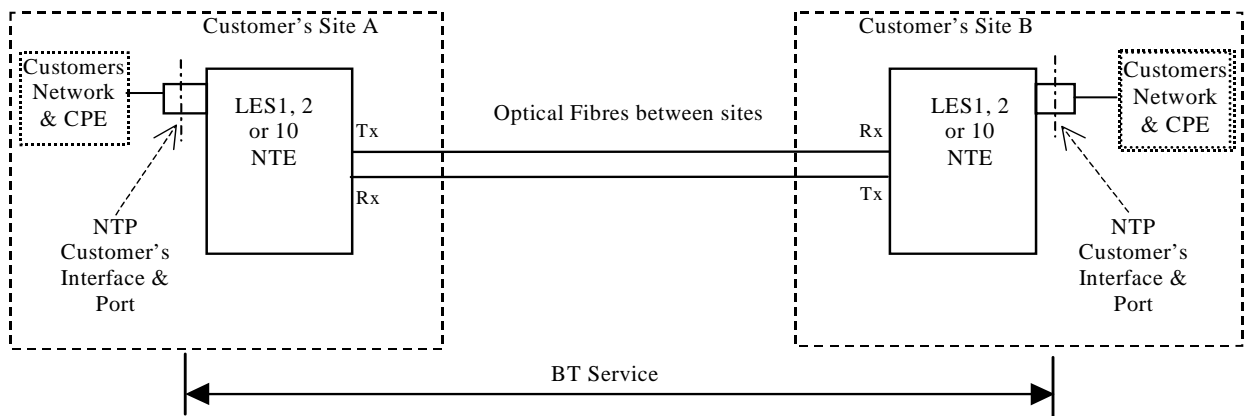 Customer's Site A
Customers
Network
& CPE
LES1, 2
or 10
NTE
Tx
Rx
NTP
Customer's
Interface &
Port
Optical Fibres between sites
Customer's Site B
Rx
Tx
LES1, 2
or 10
NTE
Customers
Network
& CPE
NTP
Customer's
Interface &
Port
BT Service